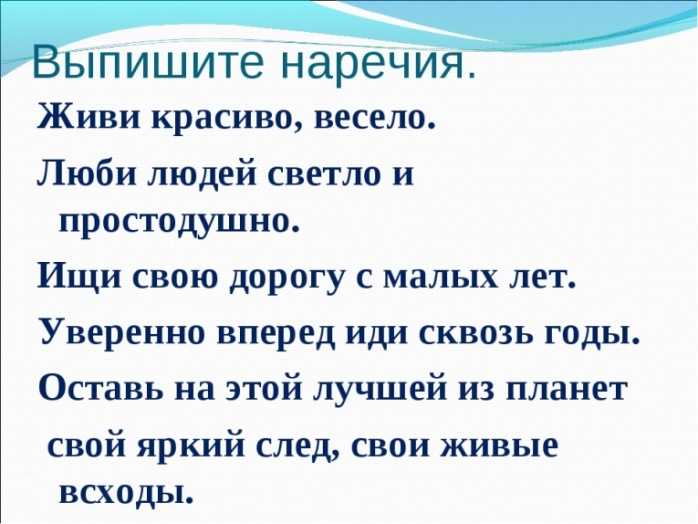 Выпишите наречия.
Живи красиво, весело.
Люби людей светло и
простодушно.
Ищи свою дорогу с малых лет.
Уверенно вперед иди сквозь годы.
Оставь на этой лучшей из планет
свой яркий след, свои живые
всходы.